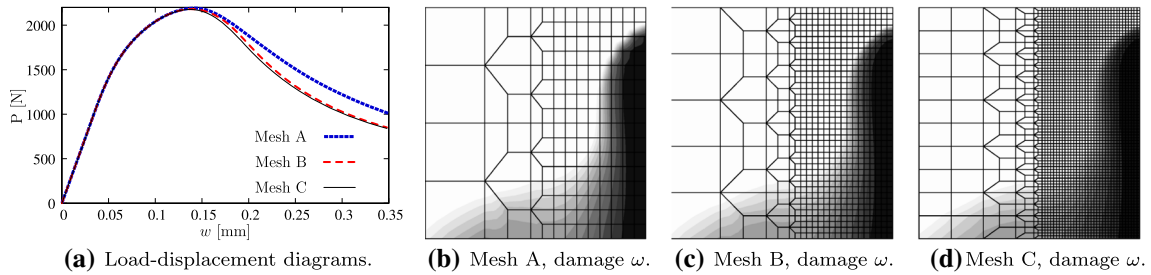 2000
1500
1000
500
0
P [N]
Mesh A
Mesh B
Mesh C
0 0.05 0.1 0.15 0.2 0.25 0.3 0.35
w [mm]
(a) Load-displacement diagrams.
(b) Mesh A, damage ω.
(c) Mesh B, damage ω.
(d) Mesh C, damage ω.